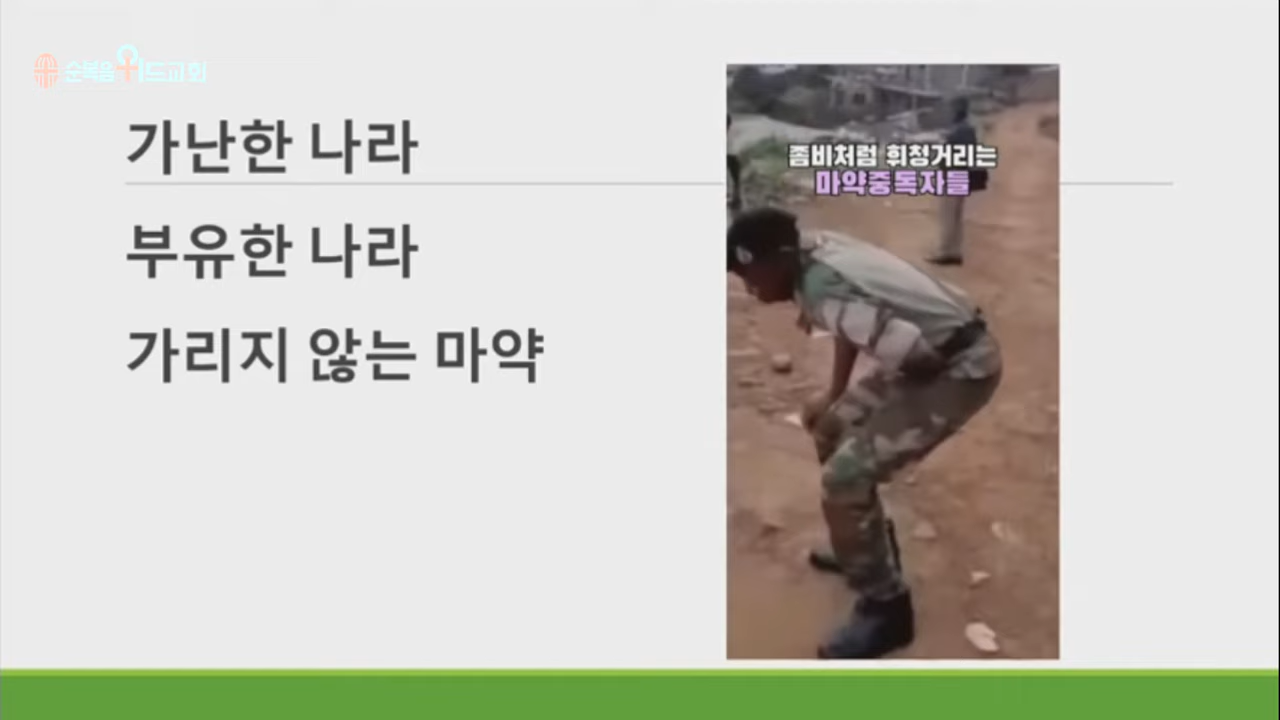 순복음위드교회
가난한 나라
부유한 나라
가리지 않는 마약
좀비처럼 휘청거리는
마약중독자들